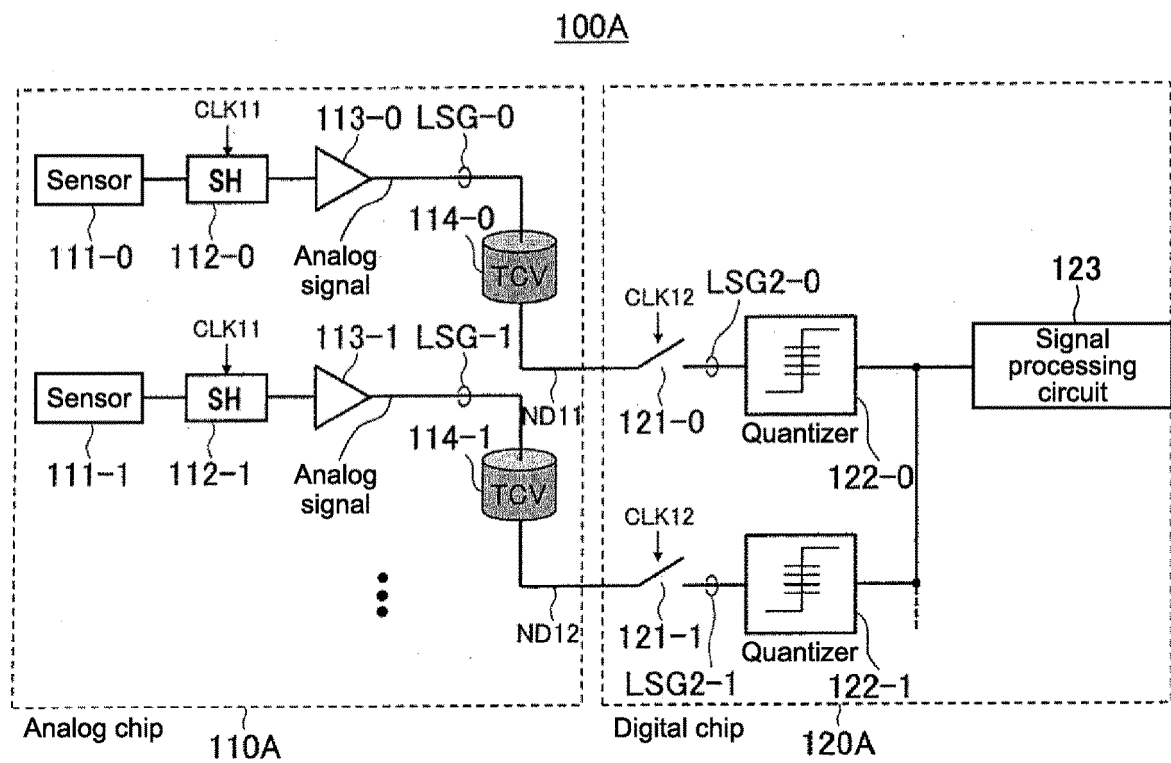 100A
CLK11
113-0
LSG-0
Sensor
SH
111-0
112-0
Analog
signal
114-0
TCV
CLK11
113-1
LSG-1
Sensor
SH
111-1
112-1
Analog
signal
114-1
TCV
ND11
ND12
CLK12
LSG2-0
121-0
Quantizer
122-0
123
Signal
processing
circuit
CLK12
121-1
LSG2-1
Quantizer
122-1
Analog chip
110A
Digital chip
120A